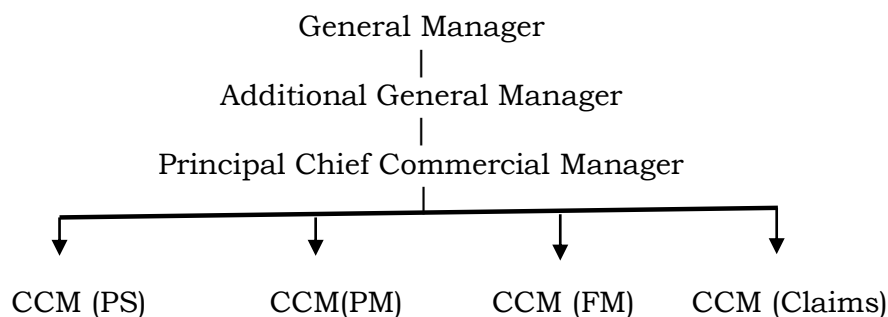 General Manager
Additional General Manager
Principal Chief Commercial Manager
CCM (PS) CCM(PM) CCM (FM) CCM (Claims)